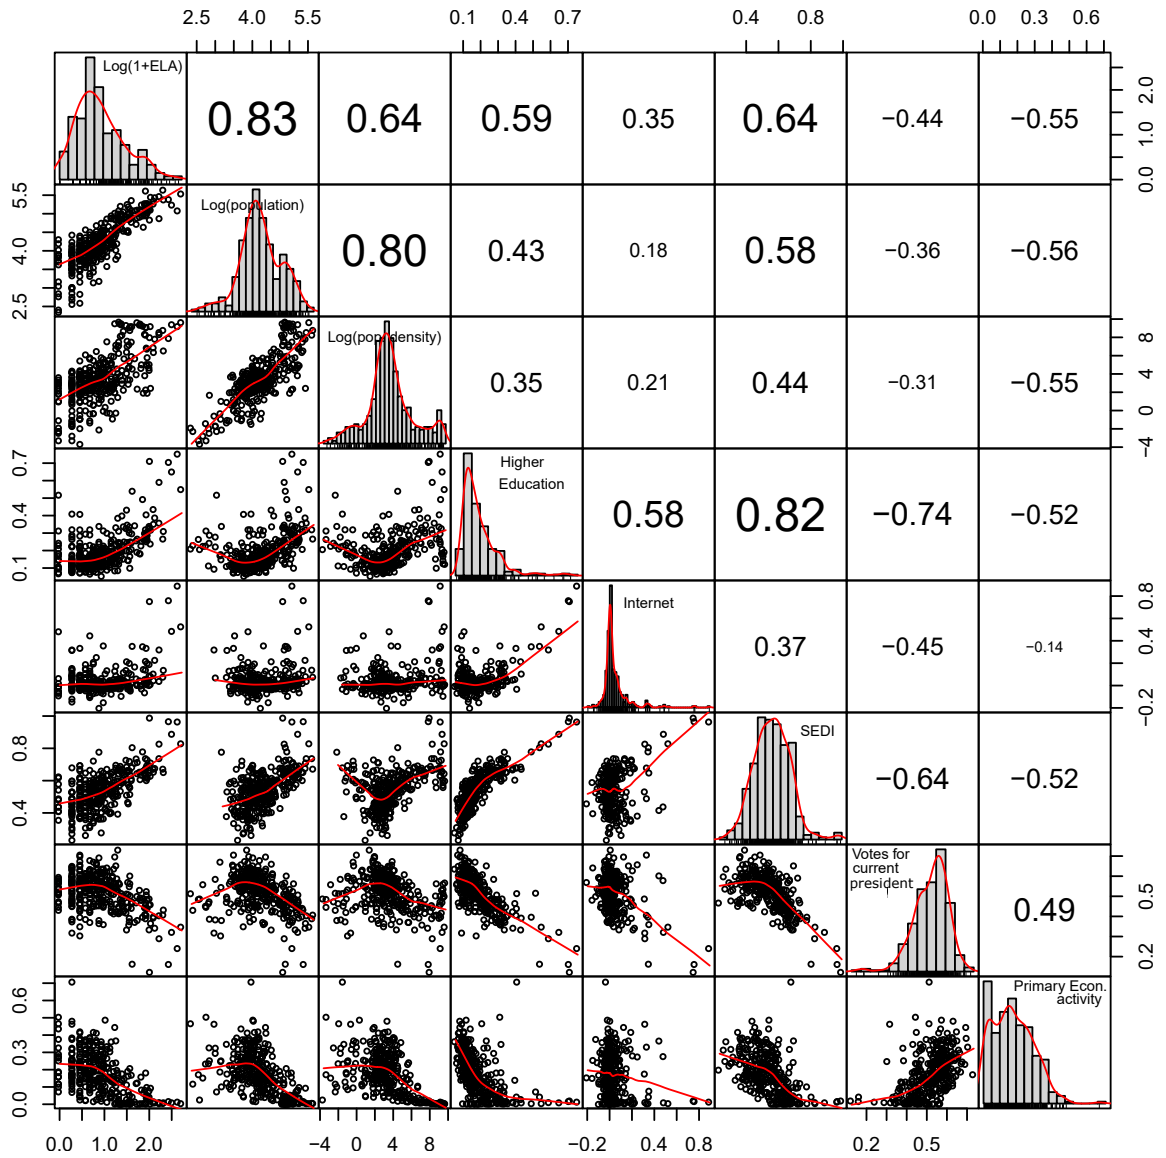 2.5 4.0 5.5 0.1 0.4 0.7 0.4 0.8 0.0 0.3 0.6
Log(1+ELA)
0.83 0.64 0.59 0.35 0.64 −0.44 −0.55
0.0 1.0 2.0
2.5 4.0 5.5
Log(population)
0.80 0.43 0.18 0.58 −0.36 −0.56
Log(pop density)
0.35 0.21 0.44 −0.31 −0.55
−4 0 4 8
0.1 0.4 0.7
Higher
Education
0.58 0.82 −0.74 −0.52
Internet
0.37 −0.45 −0.14
−0.2 0.4 0.8
0.4 0.8
SEDI
−0.64 −0.52
Votes for
current
president
0.49
0.2 0.5
0.0 0.3 0.6
Primary Econ.
activity
0.0 1.0 2.0 −4 0 4 8 −0.2 0.4 0.8 0.2 0.5